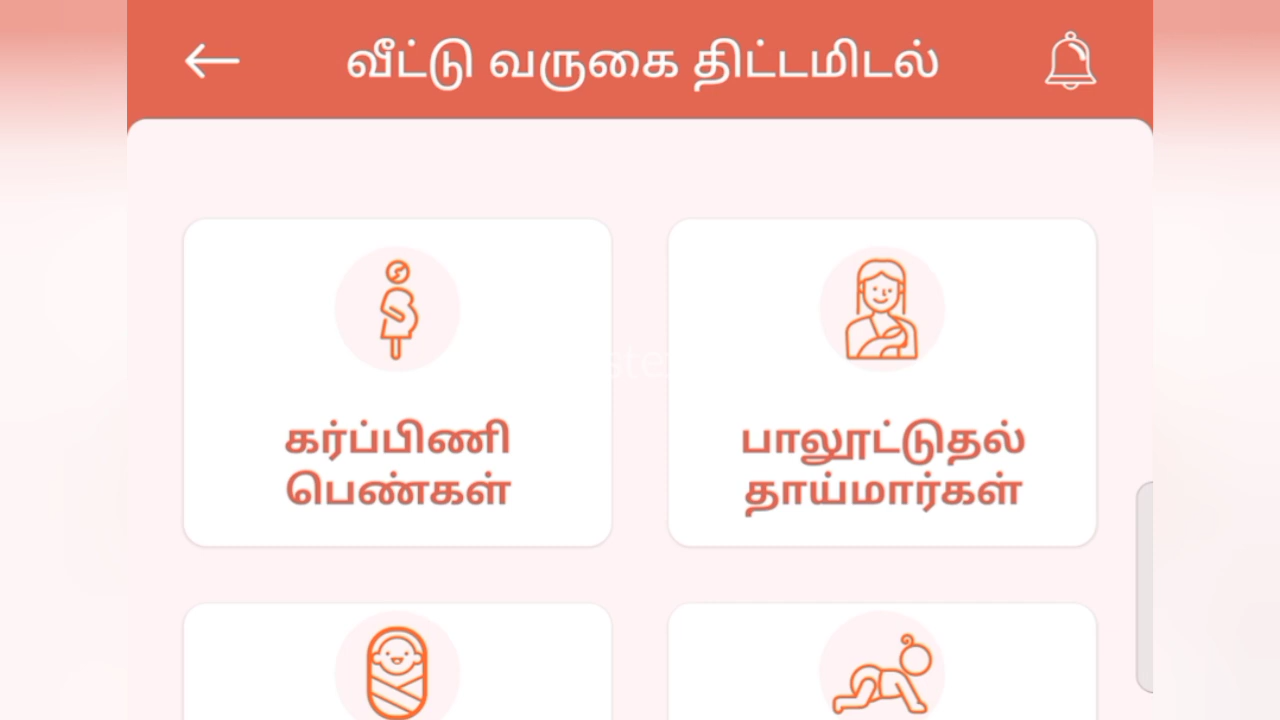 வீட்டு வருகை திட்டமிடல்
கர்ப்பிணி
பெண்கள்
பாலூட்டுதல்
தாய்மார்கள்